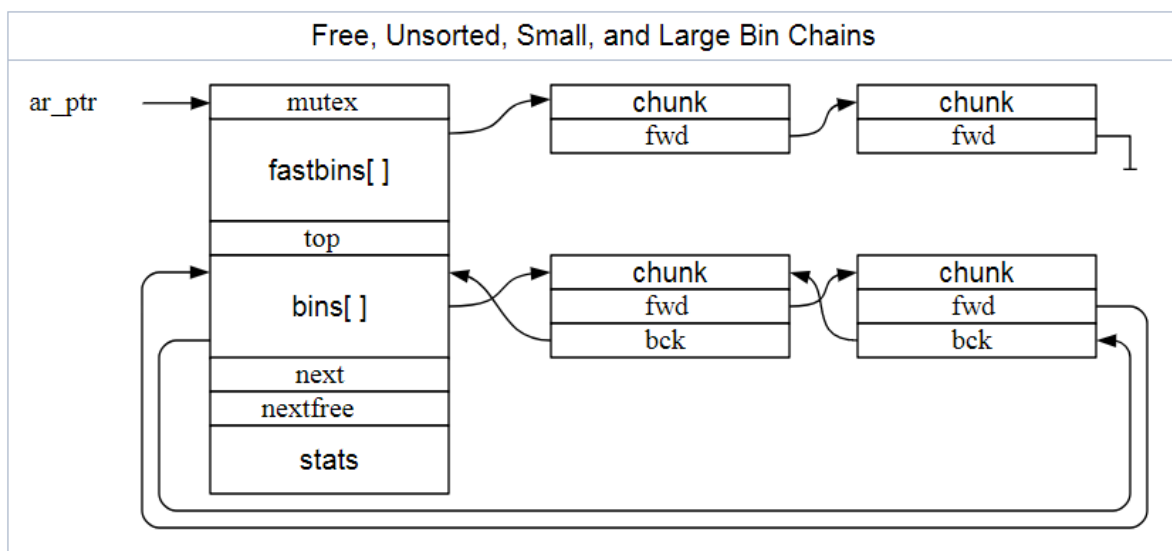 Free, Unsorted, Small, and Large Bin Chains
ar_ptr
mutex
fastbins[ ]
top
bins[ ]
next
nextfree
stats
chunk
fwd
chunk
fwd
chunk
fwd
bck
chunk
fwd
bck